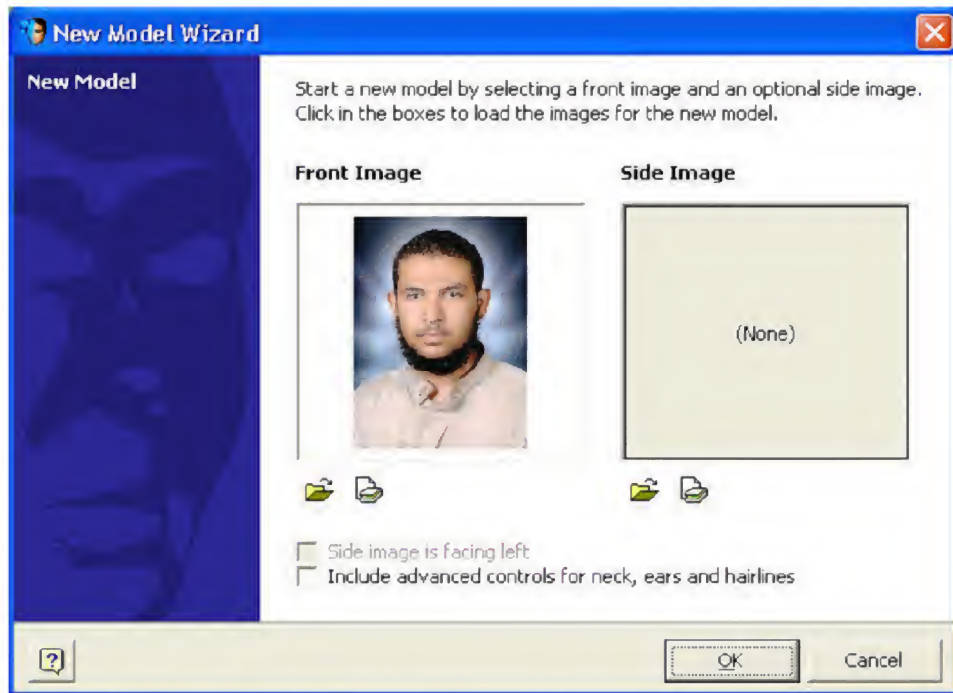 New Model Wizard
New Model
Start a new model by selecting a front image and an optional side image.
Click in the boxes to load the images for the new model.
Front Image
Side Image
(None)
Side image is facing left
Include advanced controls for neck, ears and hairlines
?
OK
Cancel